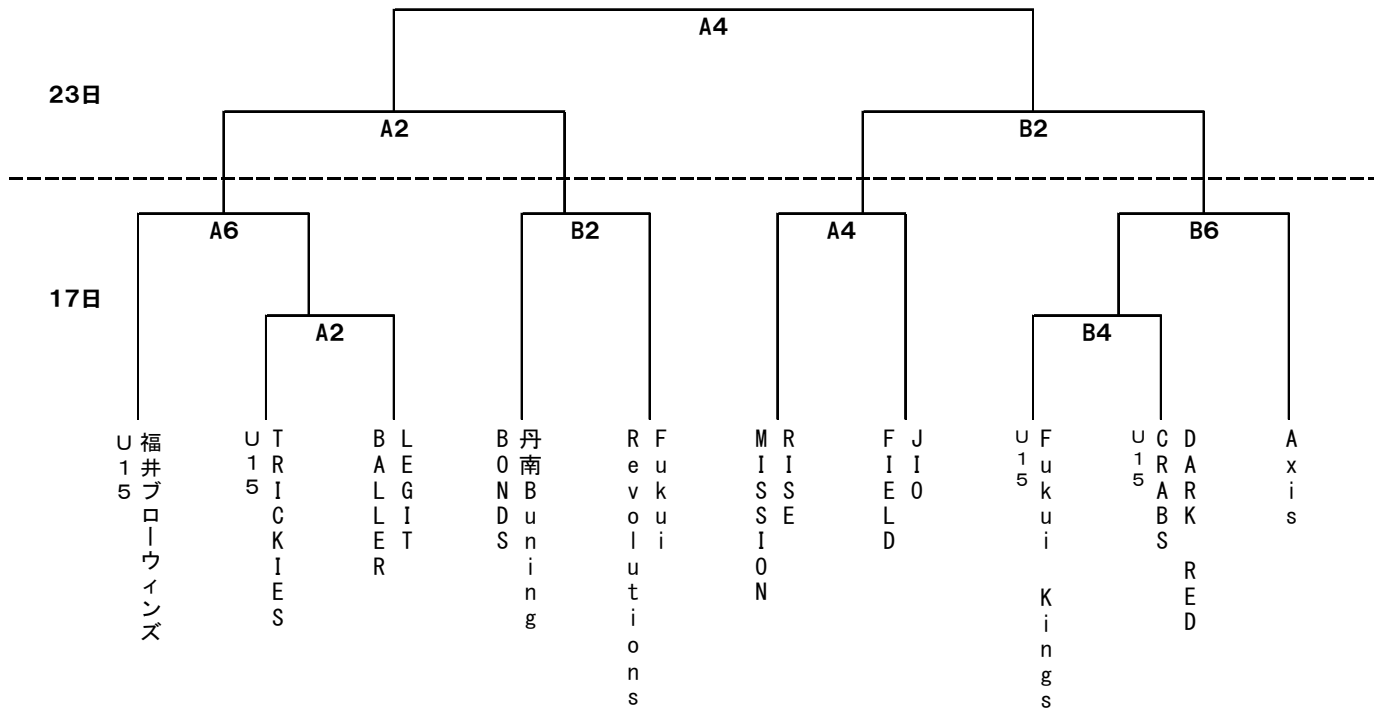 A4
23日
A2
B2
A6
B2
A4
B6
17日
A2
B4
福井ブローウィンズ
U15
TRICKIES
U15
LEGIT
BALLER
丹南Buning
BONDS
Fukui
Revolutions
RISE
MISSION
JIO
FIELD
Fukui Kings
U15
DARK RED
CRABS
U15
Axis